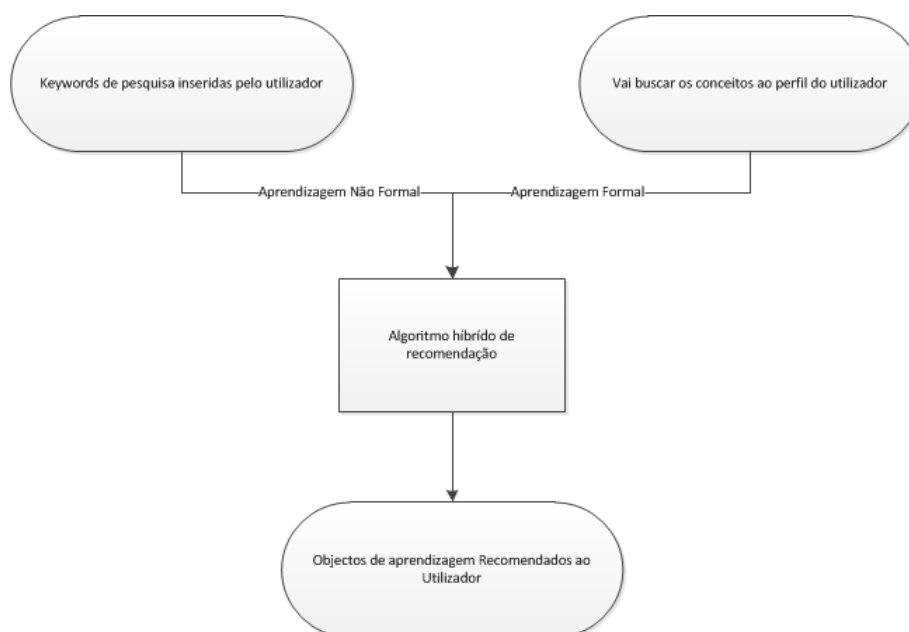 Keywords de pesquisa inseridas pelo utilizador
Vai buscar os conceitos ao perfil do utilizador
Aprendizagem Não Formal
Aprendizagem Formal
Algoritmo híbrído de
recomendação
Objectos de aprendizagem Recomendados ao
Utilizador